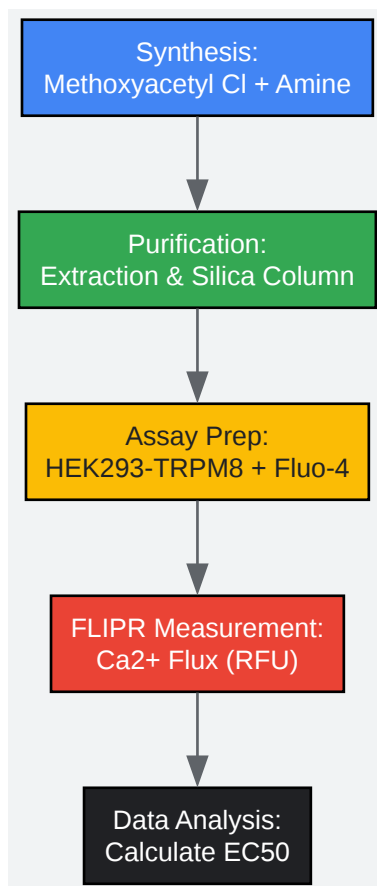 Synthesis:
Methoxyacetyl Cl + Amine
Purification:
Extraction & Silica Column
Assay Prep:
HEK293-TRPM8 + Fluo-4
FLIPR Measurement:
Ca2+ Flux (RFU)
Data Analysis:
Calculate EC50